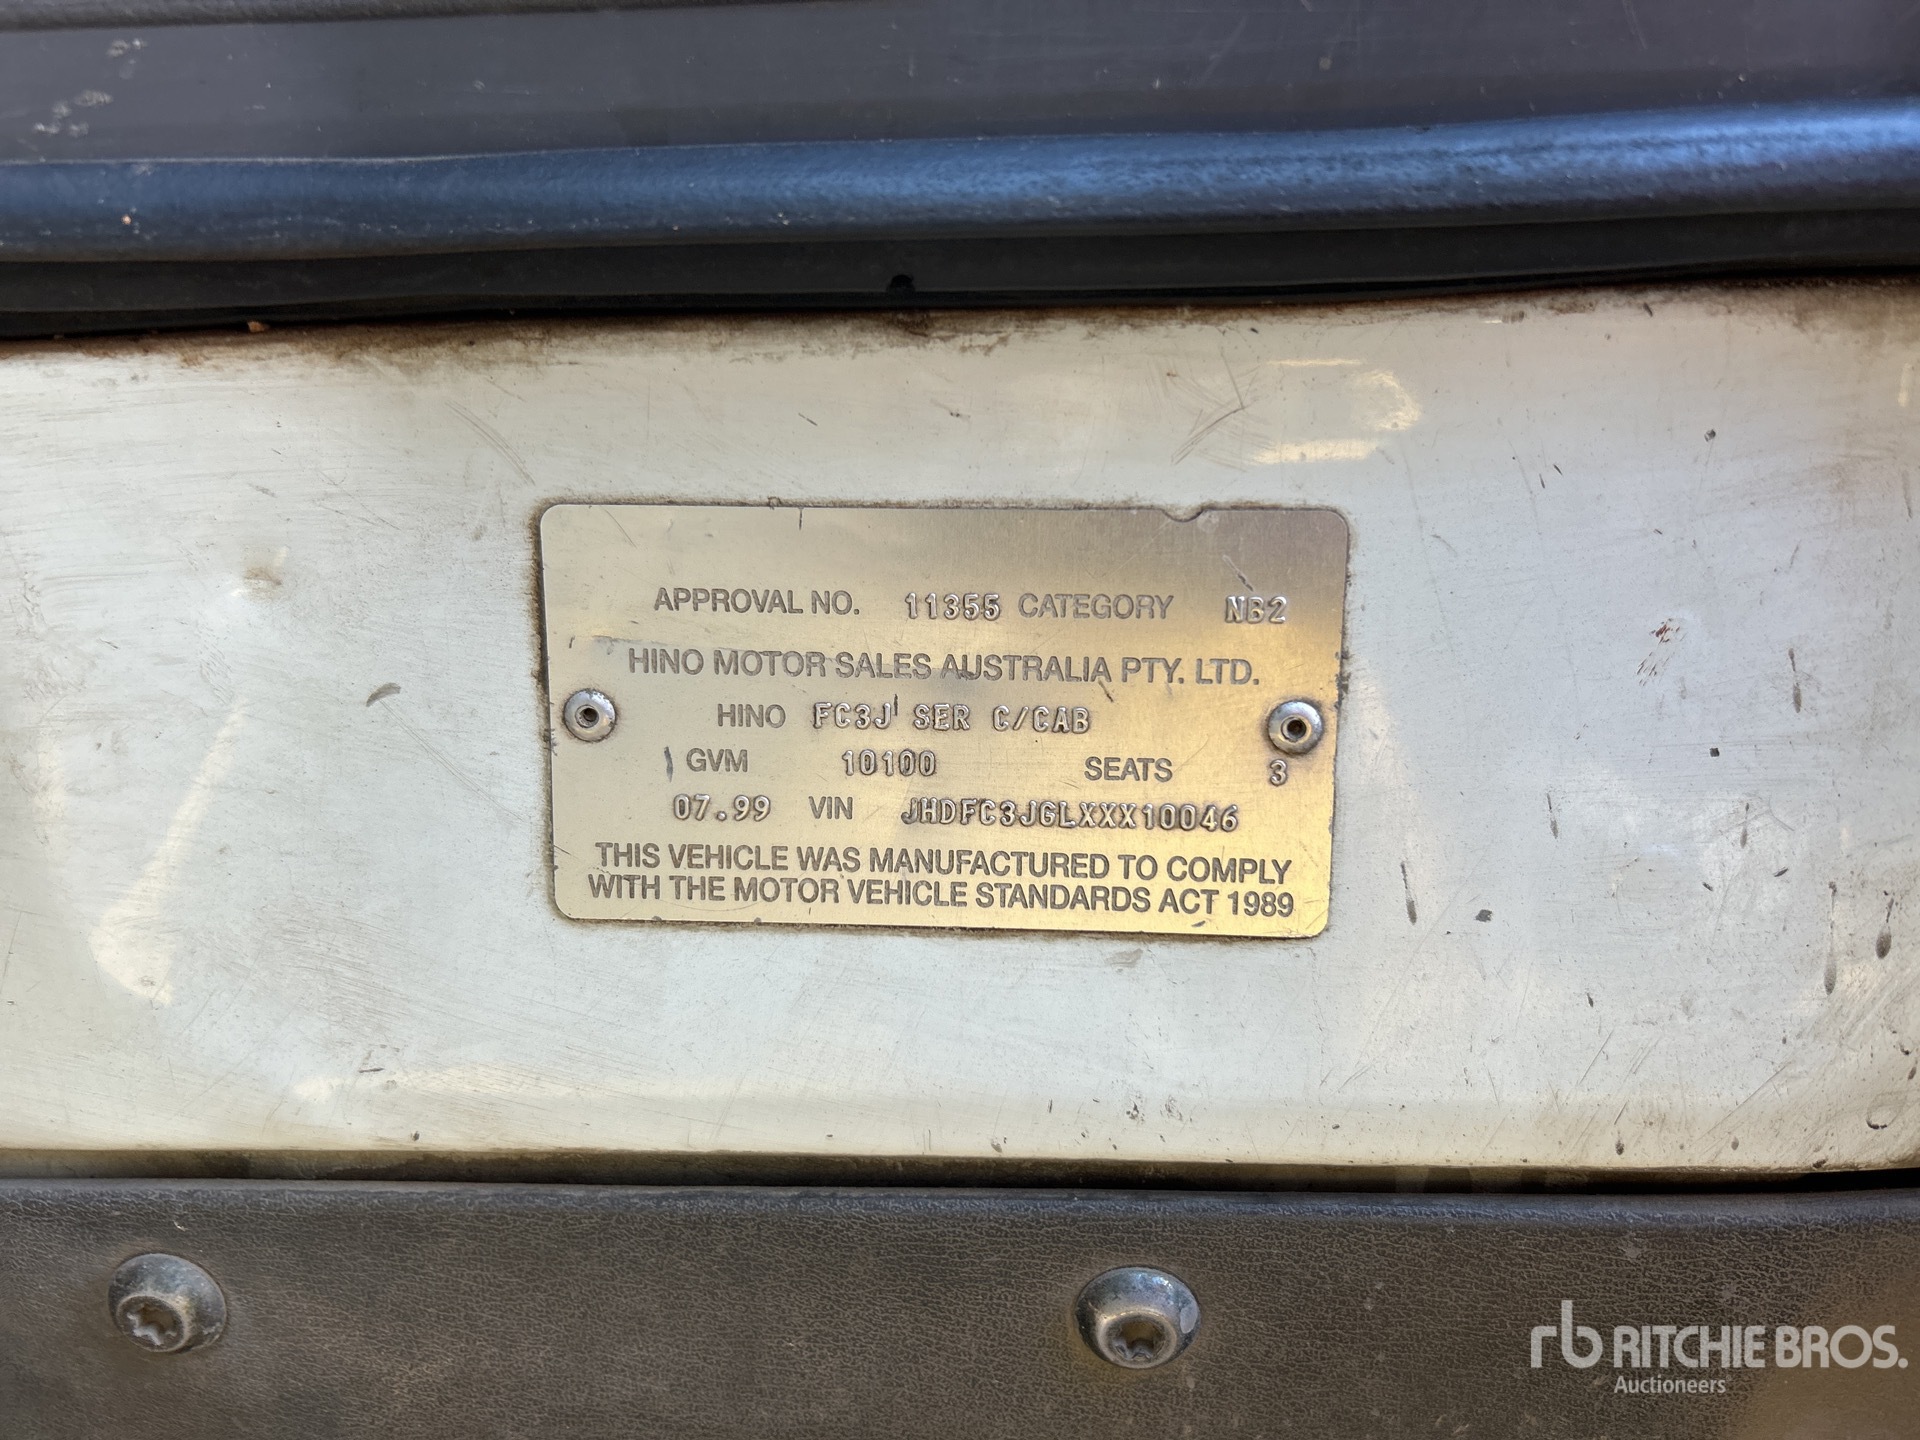 APPROVAL NO. 11355 CATEGORY NB2
HINO MOTOR SALES AUSTRALIA PTY. LTD.
HINO FC3J SER C/CAB
GVM 10100 SEATS 3
07.99 VIN JHDFC3JGLXXX10046
THIS VEHICLE WAS MANUFACTURED TO COMPLY
WITH THE MOTOR VEHICLE STANDARDS ACT 1989
rb RITCHIE BROS.
Auctioneers